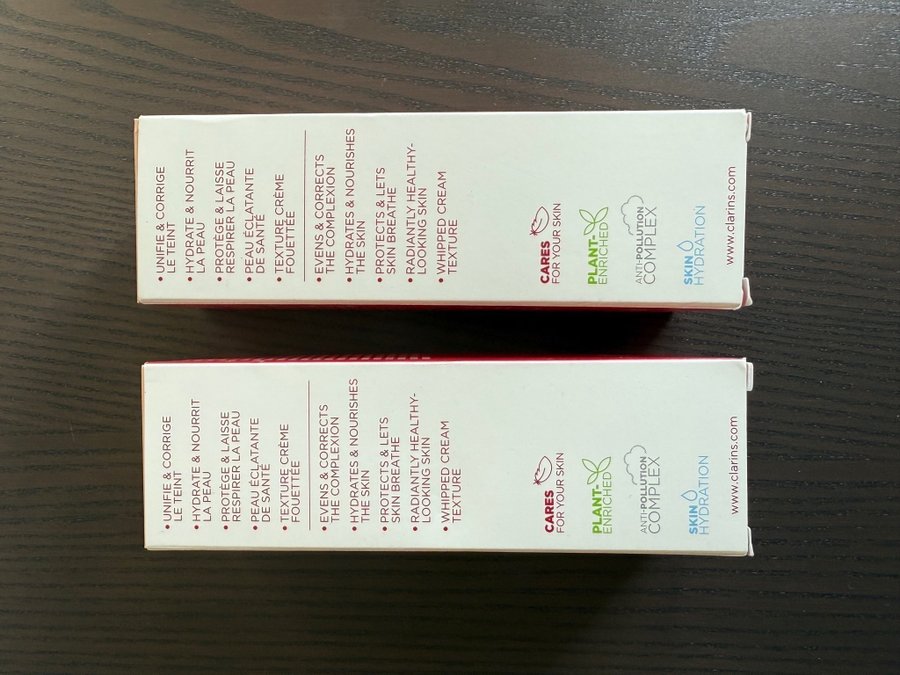 • UNIFIE & CORRIGE
LE TEINT
• HYDRATE & NOURRIT
LA PEAU
• PROTÈGE & LAISSE
RESPIRER LA PEAU
• PEAU ÉCLATANTE
DE SANTÉ
• TEXTURE CRÈME
FOUETTÉE
• EVENS & CORRECTS
THE COMPLEXION
• HYDRATES & NOURISHES
THE SKIN
• PROTECTS & LETS
SKIN BREATHE
• RADIANTLY HEALTHY-
LOOKING SKIN
• WHIPPED CREAM
TEXTURE
CARES
FOR YOUR SKIN
PLANT-
ENRICHED
ANTI-POLLUTION
COMPLEX
SKIN
HYDRATION
www.clarins.com
• UNIFIE & CORRIGE
LE TEINT
• HYDRATE & NOURRIT
LA PEAU
• PROTÈGE & LAISSE
RESPIRER LA PEAU
• PEAU ÉCLATANTE
DE SANTÉ
• TEXTURE CRÈME
FOUETTÉE
• EVENS & CORRECTS
THE COMPLEXION
• HYDRATES & NOURISHES
THE SKIN
• PROTECTS & LETS
SKIN BREATHE
• RADIANTLY HEALTHY-
LOOKING SKIN
• WHIPPED CREAM
TEXTURE
CARES
FOR YOUR SKIN
PLANT-
ENRICHED
ANTI-POLLUTION
COMPLEX
SKIN
HYDRATION
www.clarins.com